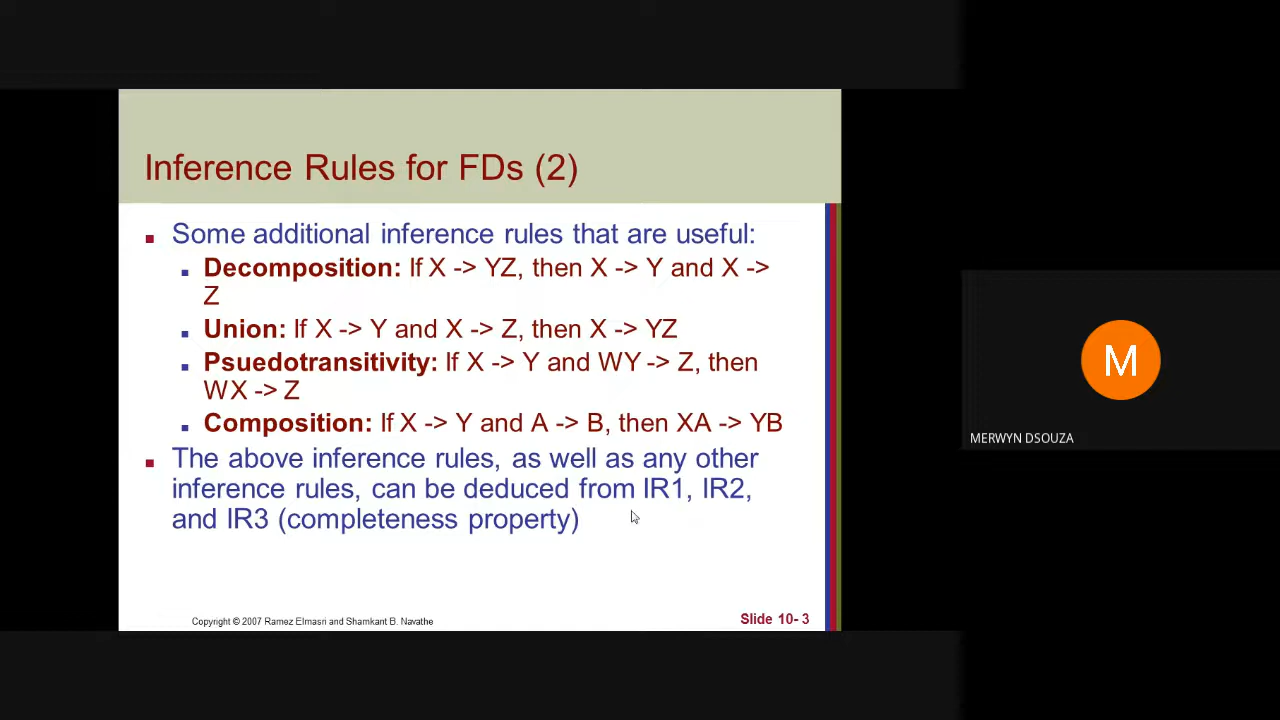 Inference Rules for FDs (2)
Some additional inference rules that are useful:
Decomposition: If X -> YZ, then X -> Y and X ->
Z
Union: If X -> Y and X -> Z, then X -> YZ
Psuedotransitivity: If X -> Y and WY -> Z, then
WX -> Z
Composition: If X -> Y and A -> B, then XA -> YB
The above inference rules, as well as any other
inference rules, can be deduced from IR1, IR2,
and IR3 (completeness property)
Copyright © 2007 Ramez Elmasri and Shamkant B. Navathe
Slide 10- 3
M
MERWYN DSOUZA